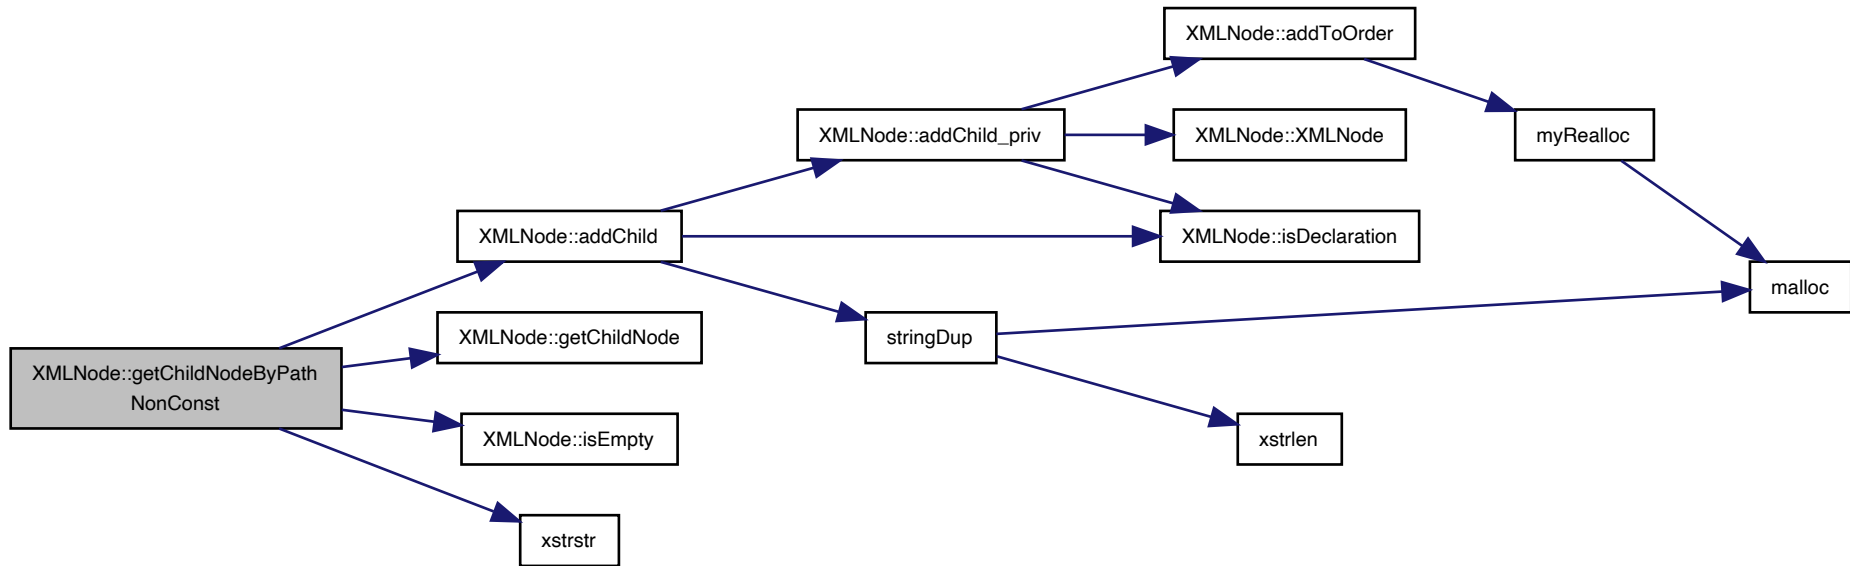 XMLNode::addToOrder
XMLNode::addChild_priv
XMLNode::XMLNode
myRealloc
XMLNode::addChild
XMLNode::isDeclaration
malloc
XMLNode::getChildNode
stringDup
XMLNode::getChildNodeByPath
NonConst
XMLNode::isEmpty
xstrlen
xstrstr